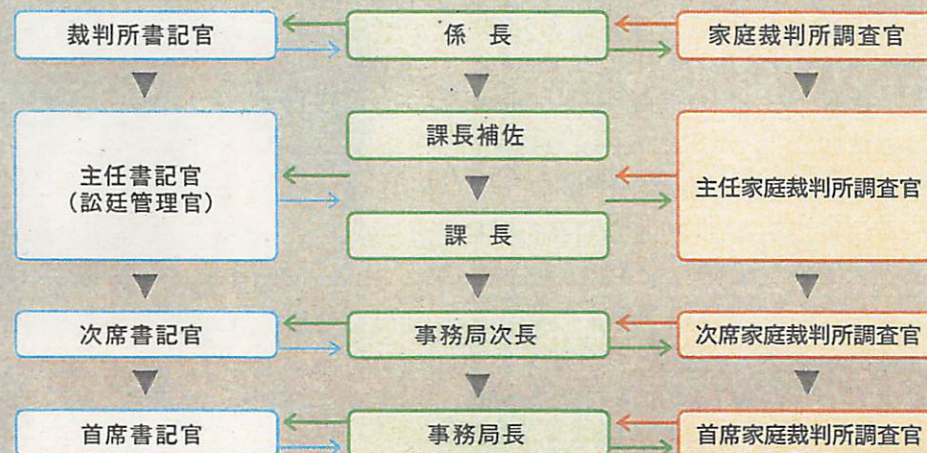 裁判所書記官
係 長
家庭裁判所調査官
主任書記官
（訟廷管理官）
課長補佐
課 長
主任家庭裁判所調査官
次席書記官
事務局次長
次席家庭裁判所調査官
首席書記官
事務局長
首席家庭裁判所調査官